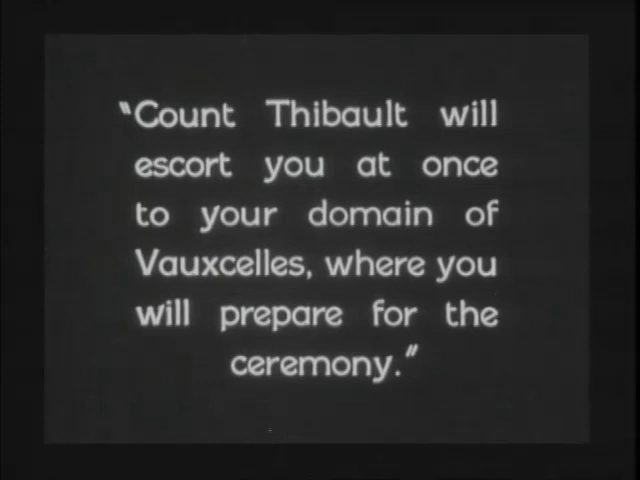 "Count Thibault will
escort you at once
to your domain of
Vauxcelles, where you
will prepare for the
ceremony."